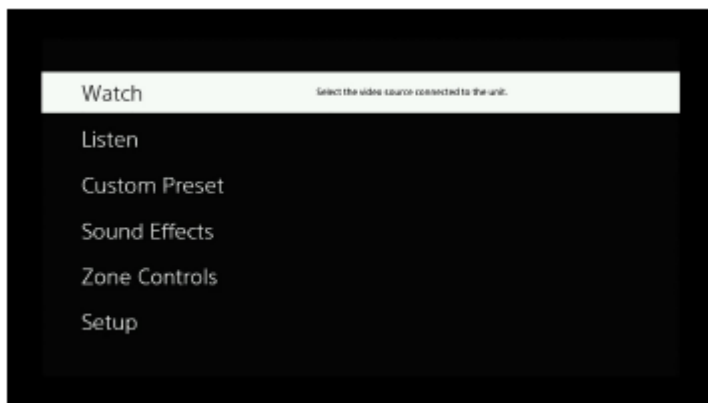 Watch
Select the video source connected to the unit.
Listen
Custom Preset
Sound Effects
Zone Controls
Setup